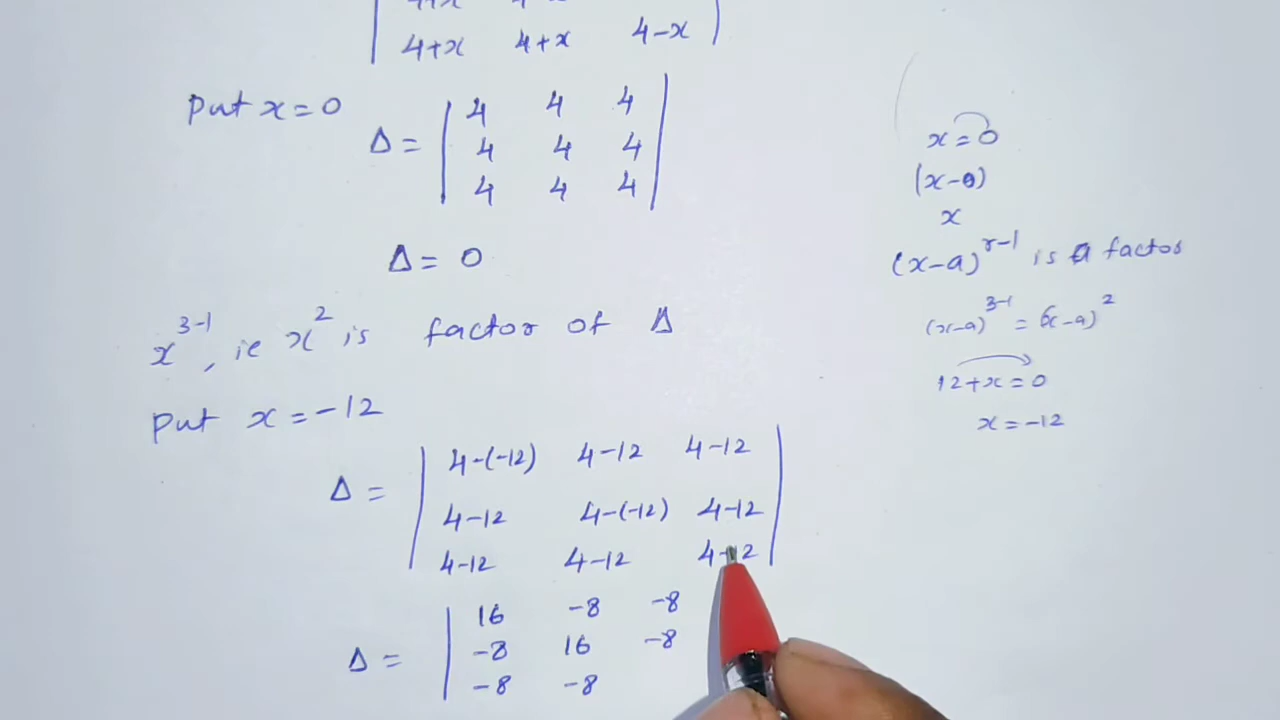 4+x 4+x 4-x
Put x=0
Δ = | 4 4 4 |
| 4 4 4 |
| 4 4 4 |
Δ = 0
x^{3-1}, ie x^2 is factor of Δ
Put x = -12
Δ = | 4-(-12) 4-12 4-12 |
| 4-12 4-(-12) 4-12 |
| 4-12 4-12 4-12 |
Δ = | 16 -8 -8
-8 16 -8
-8 -8
x=0
(x-0)
x
(x-a)^{r-1} is a factor
(x-a)^{3-1} = (x-a)^2
12+x=0
x=-12